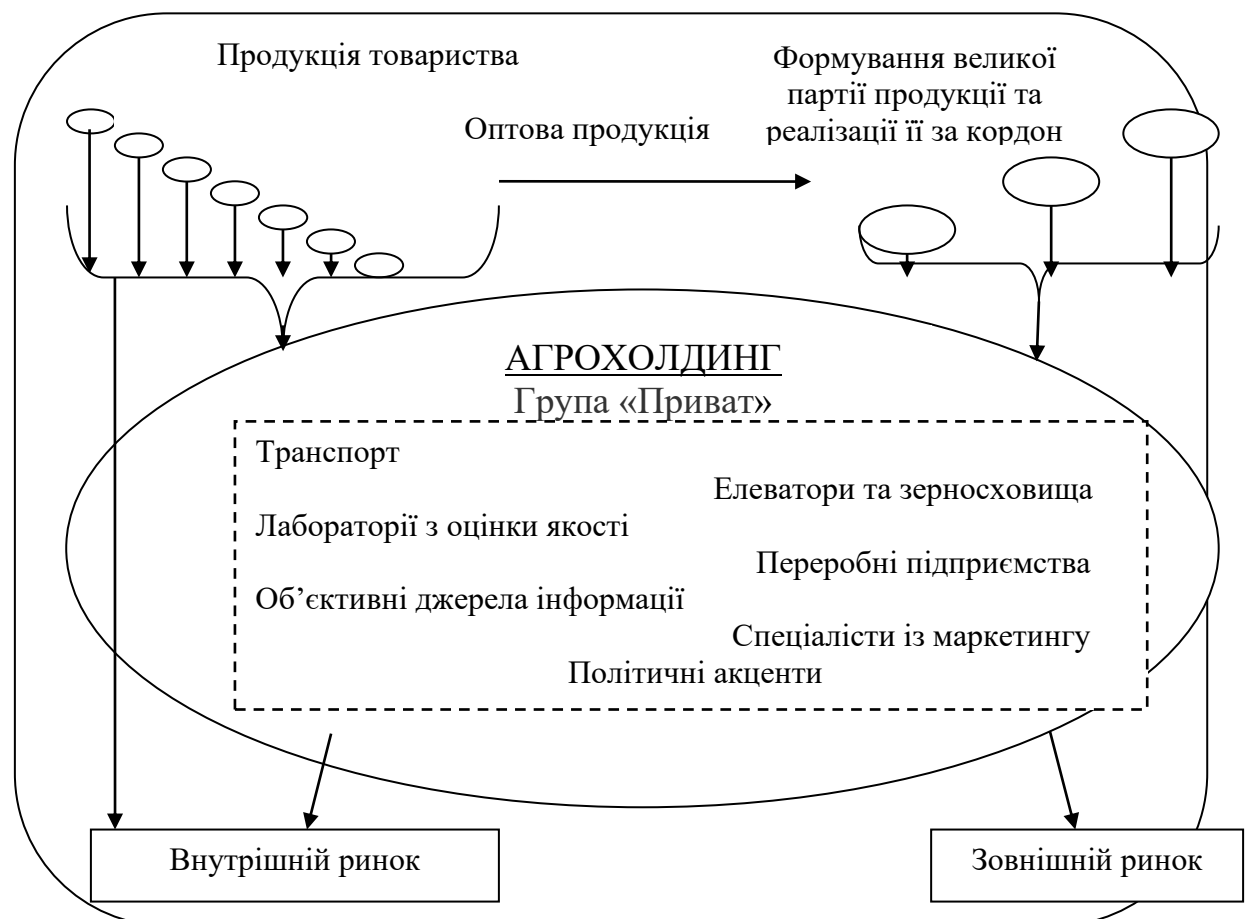 Продукція товариства
Формування великої
партії продукції та
реалізації її за кордон
Оптова продукція
АГРОХОЛДИНГ
Група «Приват»
Транспорт
Елеватори та зерносховища
Лабораторії з оцінки якості
Переробні підприємства
Об’єктивні джерела інформації
Спеціалісти із маркетингу
Політичні акценти
Внутрішній ринок
Зовнішній ринок